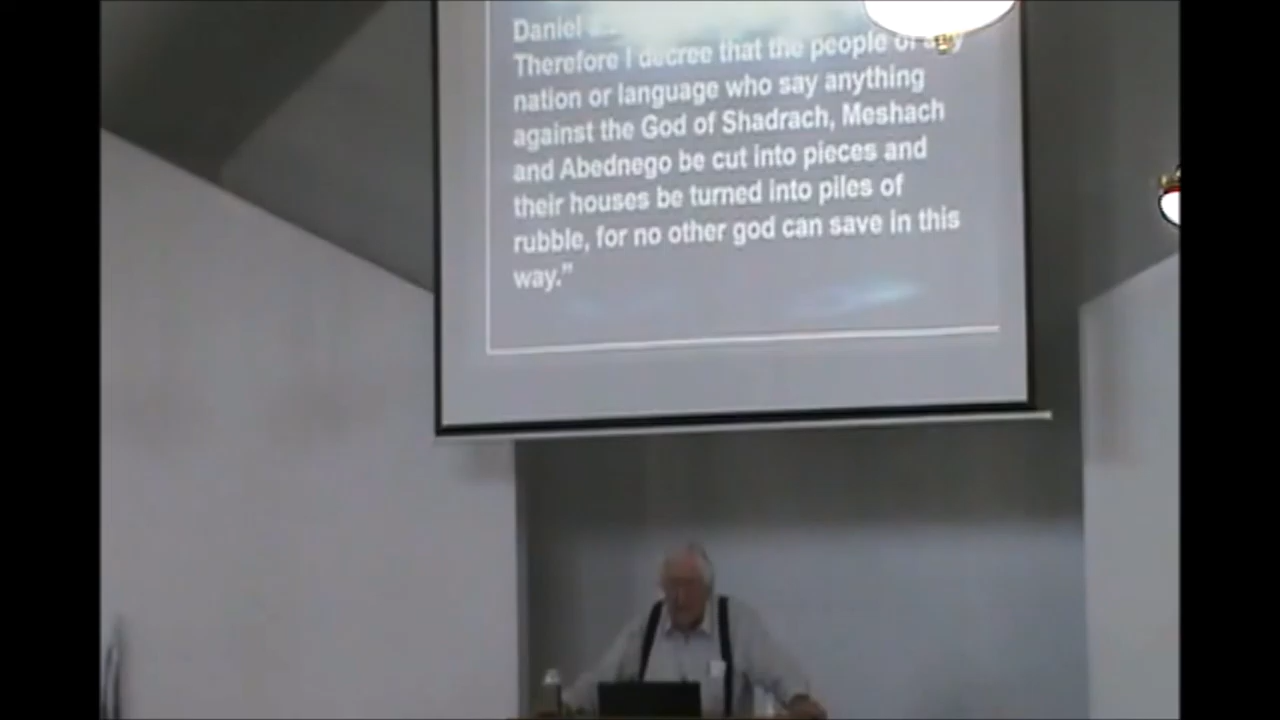 Daniel
Therefore I decree that the people of any
nation or language who say anything
against the God of Shadrach, Meshach
and Abednego be cut into pieces and
their houses be turned into piles of
rubble, for no other god can save in this
way.”